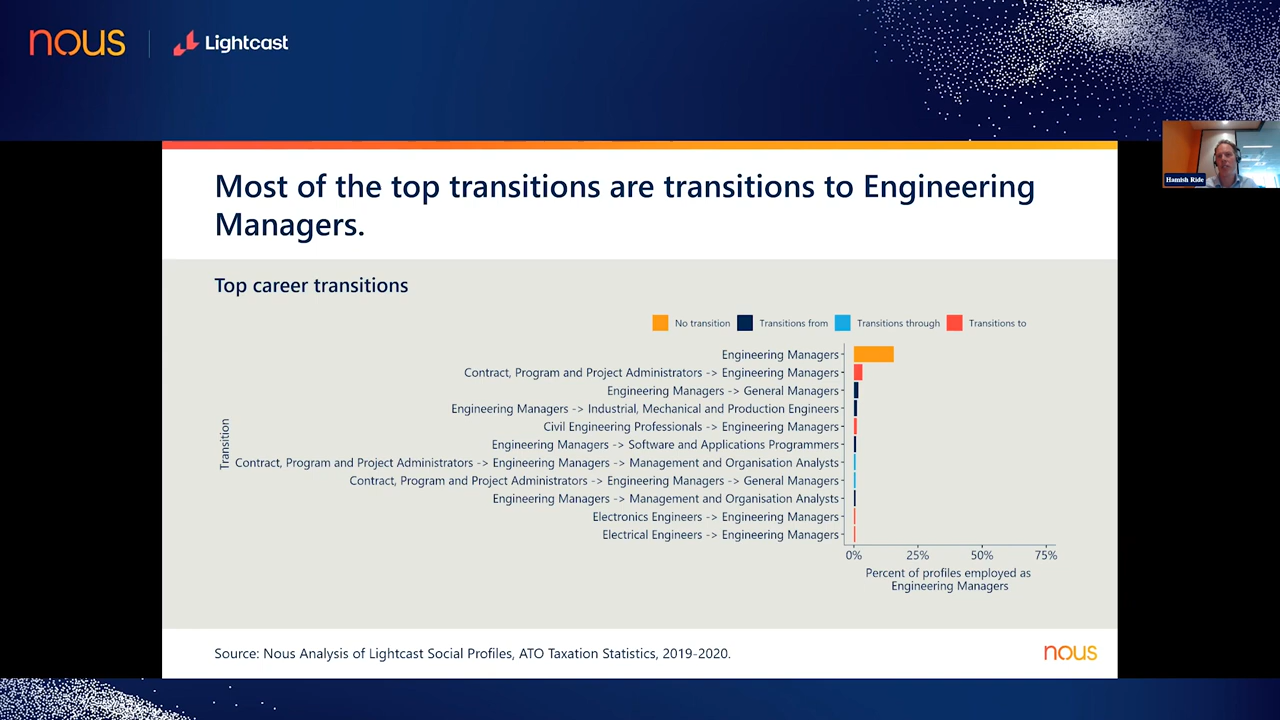 nous
Lightcast
Hamish Ride
Most of the top transitions are transitions to Engineering
Managers.
Top career transitions
No transition
Transitions from
Transitions through
Transitions to
Transition
Engineering Managers
Contract, Program and Project Administrators -> Engineering Managers
Engineering Managers -> General Managers
Engineering Managers -> Industrial, Mechanical and Production Engineers
Civil Engineering Professionals -> Engineering Managers
Engineering Managers -> Software and Applications Programmers
Contract, Program and Project Administrators -> Engineering Managers -> Management and Organisation Analysts
Contract, Program and Project Administrators -> Engineering Managers -> General Managers
Engineering Managers -> Management and Organisation Analysts
Electronics Engineers -> Engineering Managers
Electrical Engineers -> Engineering Managers
0% 25% 50% 75%
Percent of profiles employed as
Engineering Managers
Source: Nous Analysis of Lightcast Social Profiles, ATO Taxation Statistics, 2019-2020.
nous